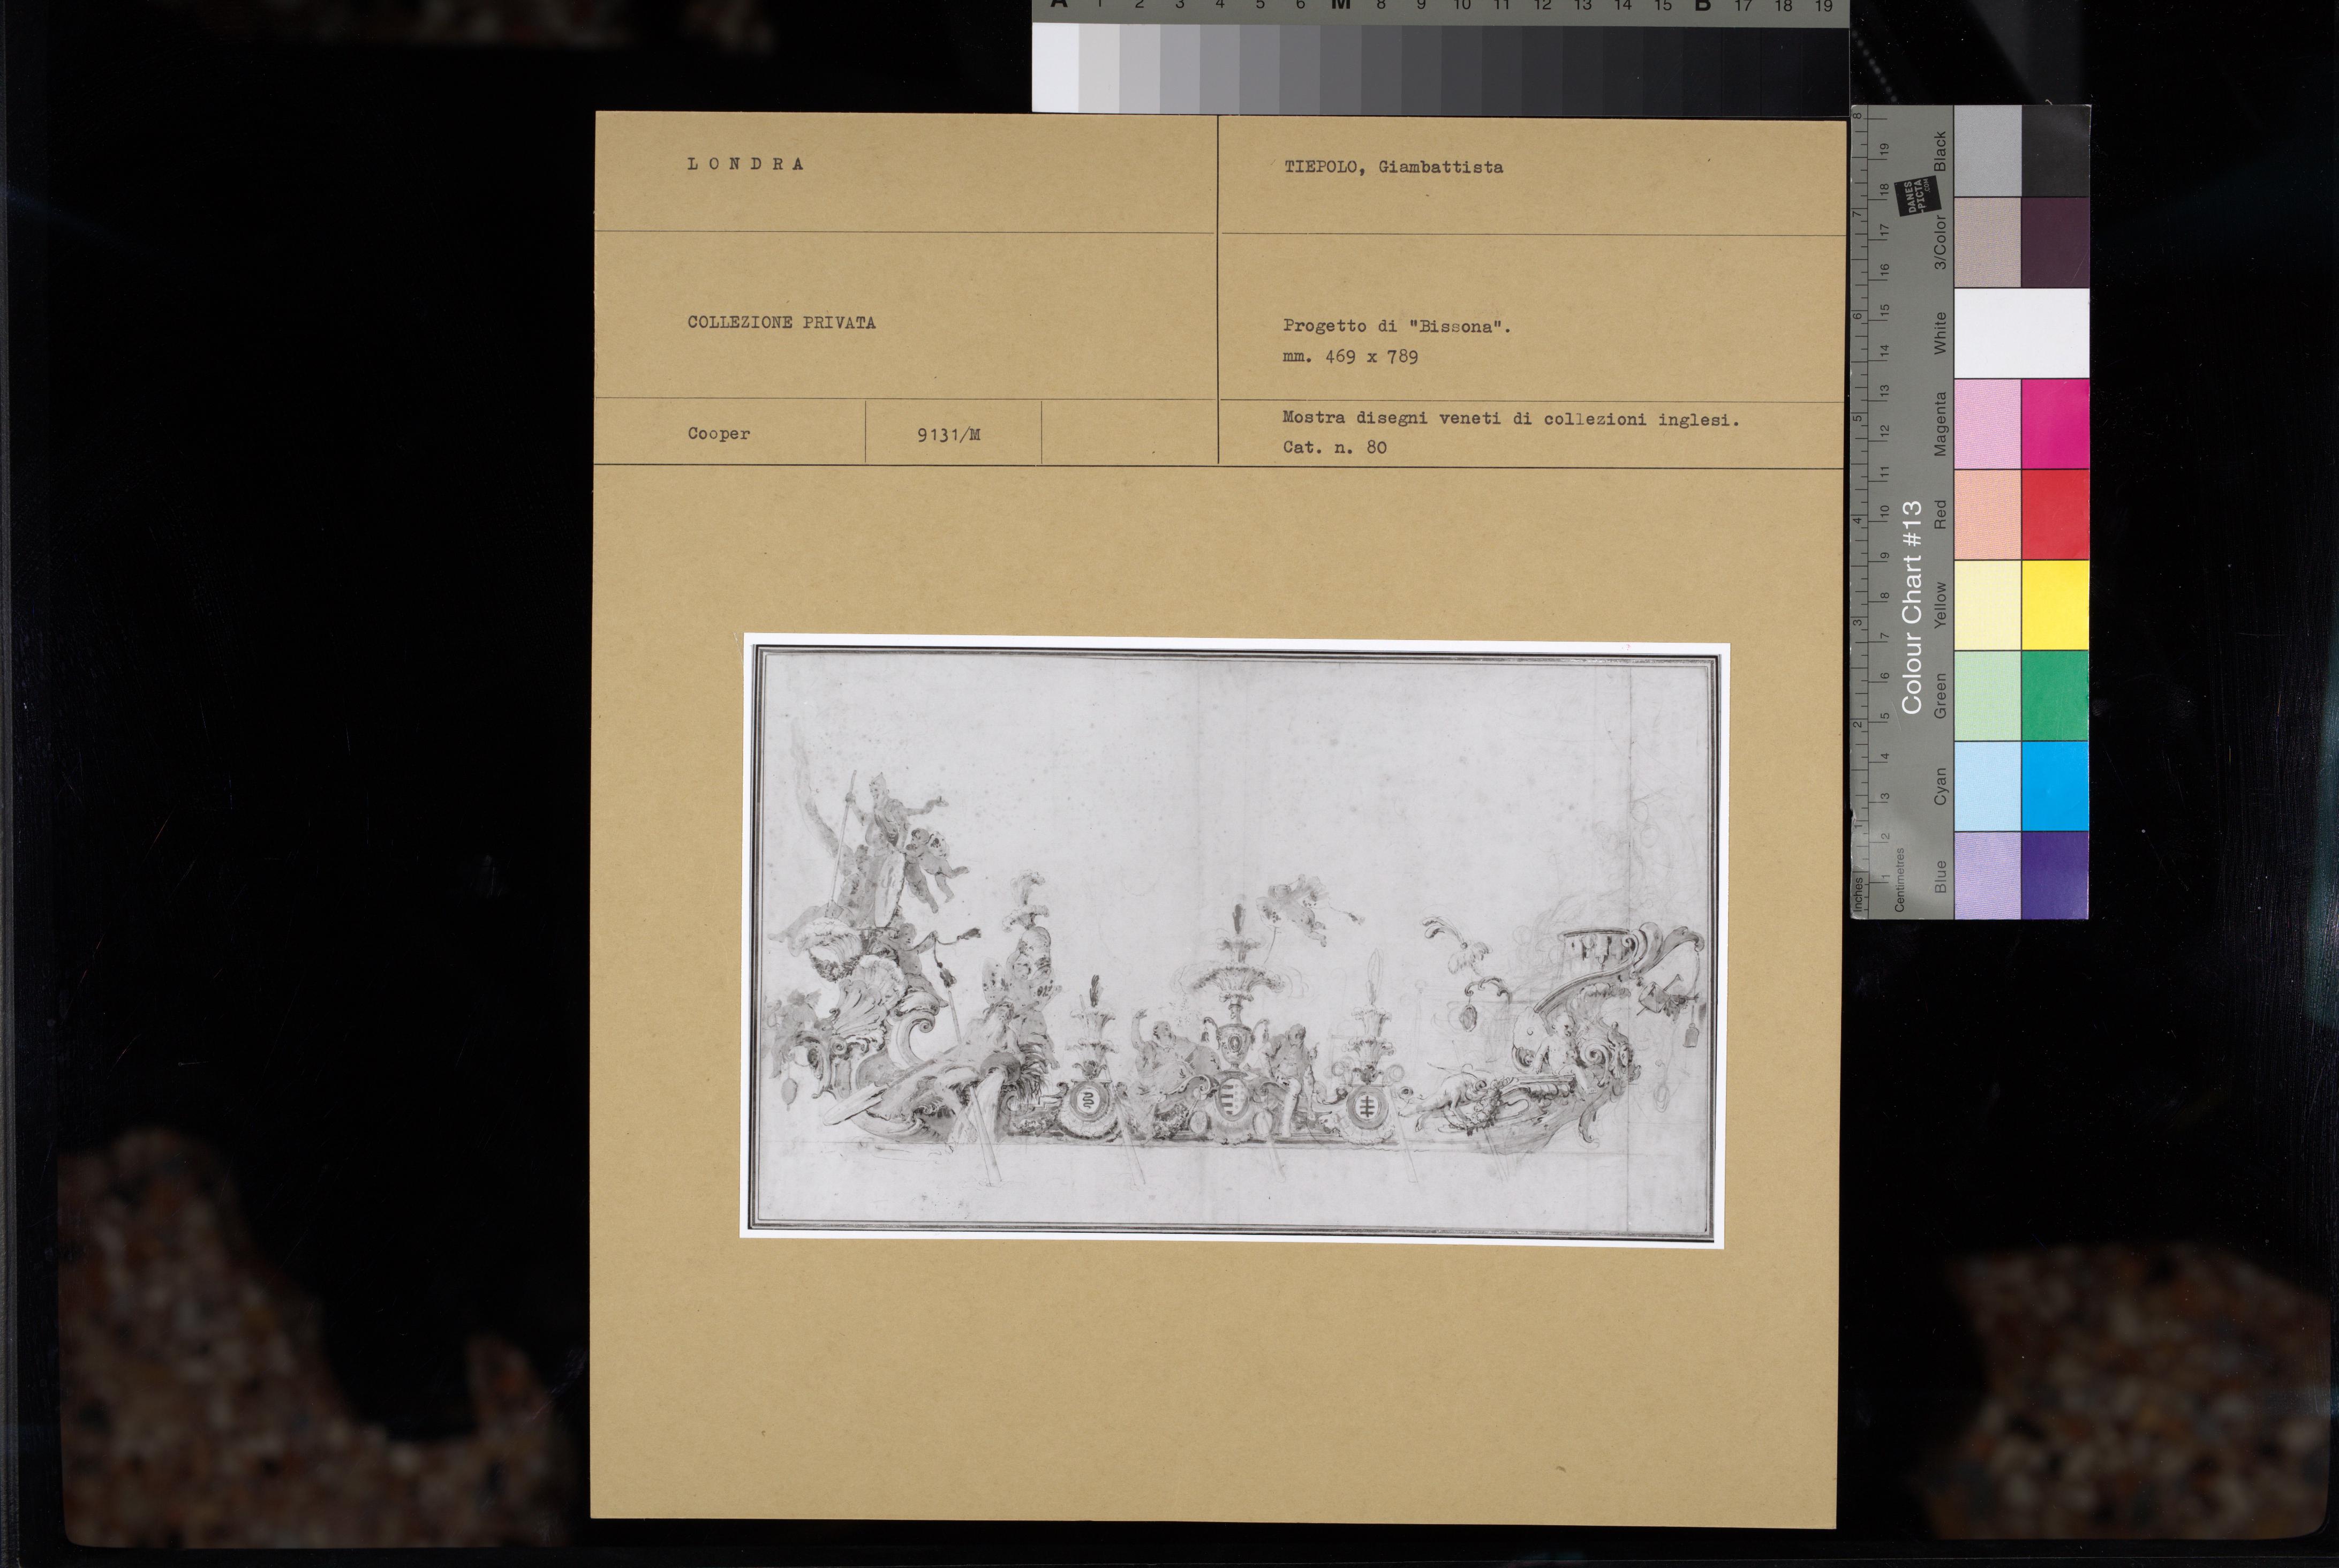 A 1 2 3 4 5 6 M 8 9 10 11 12 13 14 15 B 17 18 19
L O N D R A
TIEPOLO, Giambattista
COLLEZIONE PRIVATA
Progetto di "Bissona".
mm. 469 x 789
Cooper
9131/M
Mostra disegni veneti di collezioni inglesi.
Cat. n. 80
Colour Chart #13
Blue Cyan Green Yellow Red Magenta White 3/Color Black
Inches 1 2 3 4 5 6 7 8
Centimetres 1 2 3 4 5 6 7 8 9 10 11 12 13 14 15 16 17 18 19
DANES
-PICTA
.COM